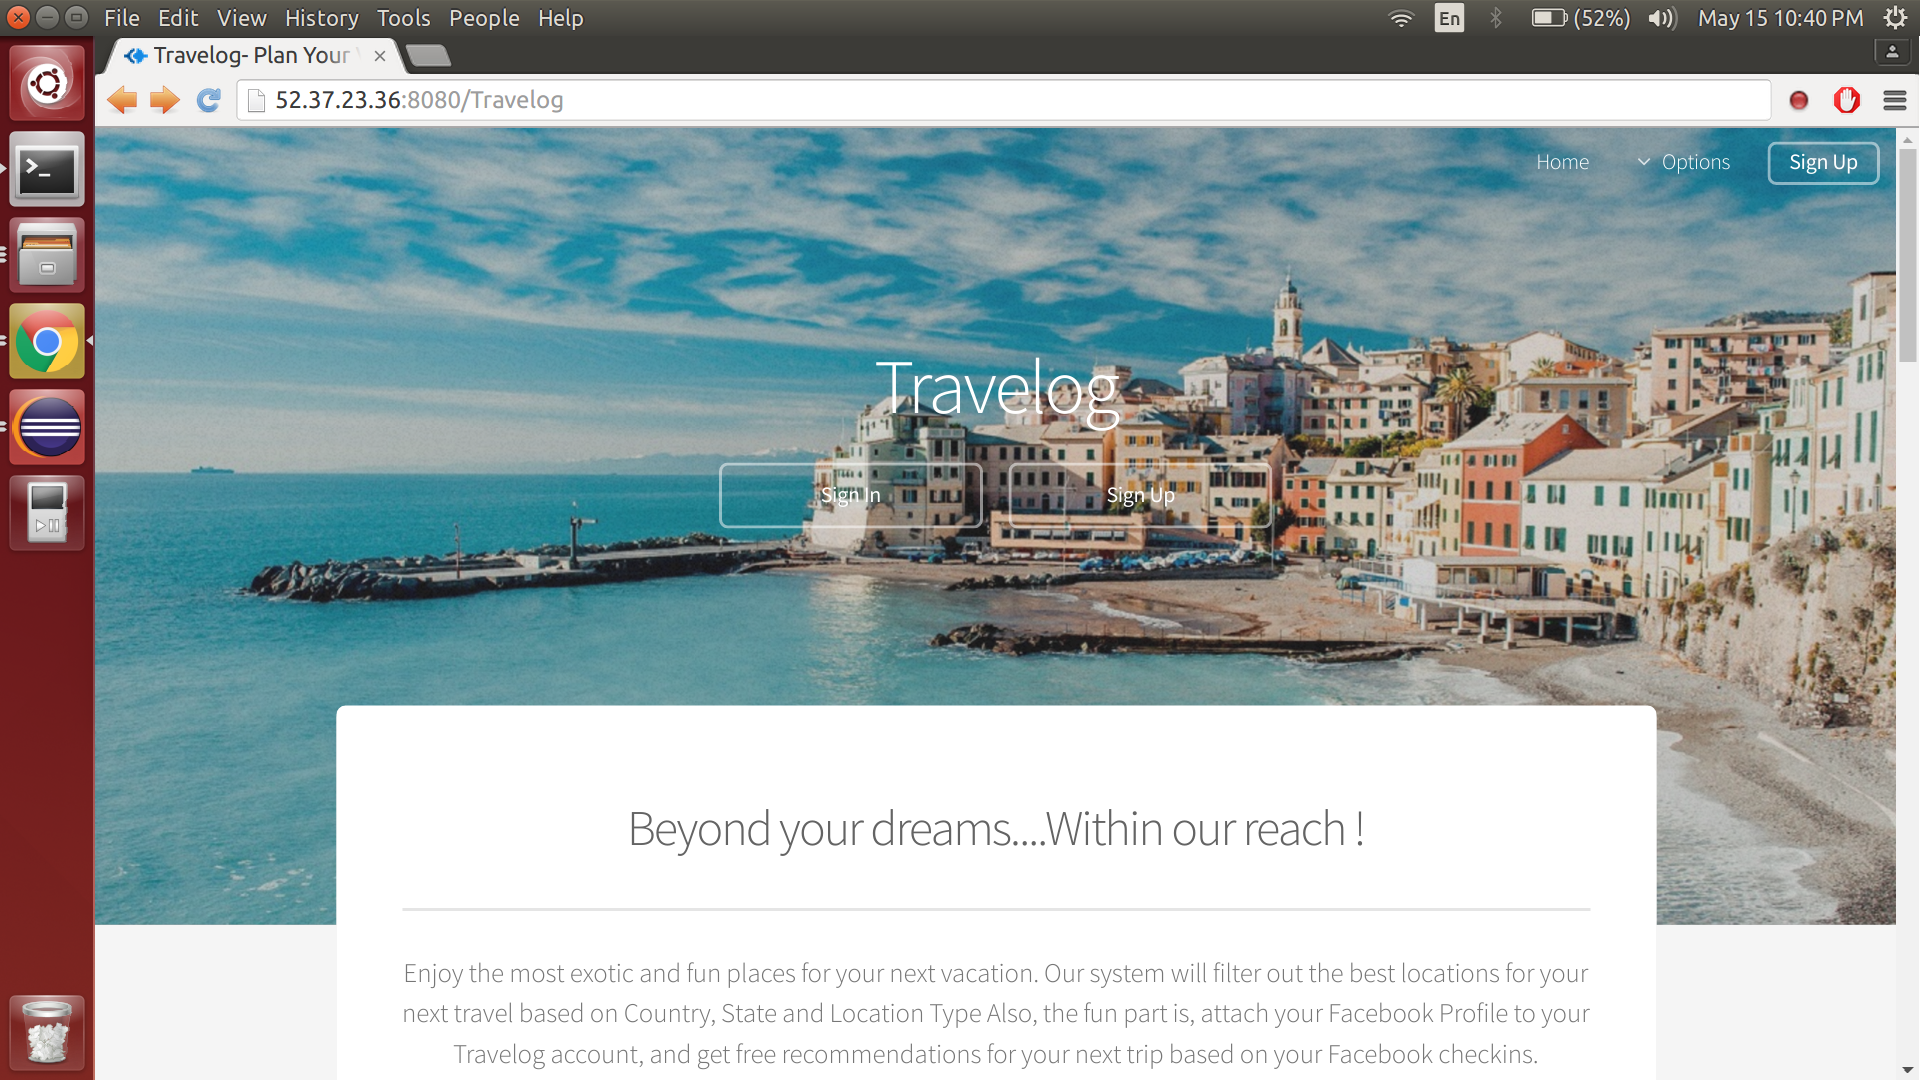 File Edit View History Tools People Help
En (52%) May 15 10:40 PM
Travelog- Plan Your
52.37.23.36:8080/Travelog
Home Options Sign Up
Travelog
Sign In Sign Up
Beyond your dreams....Within our reach !
Enjoy the most exotic and fun places for your next vacation. Our system will filter out the best locations for your
next travel based on Country, State and Location Type Also, the fun part is, attach your Facebook Profile to your
Travelog account, and get free recommendations for your next trip based on your Facebook checkins.